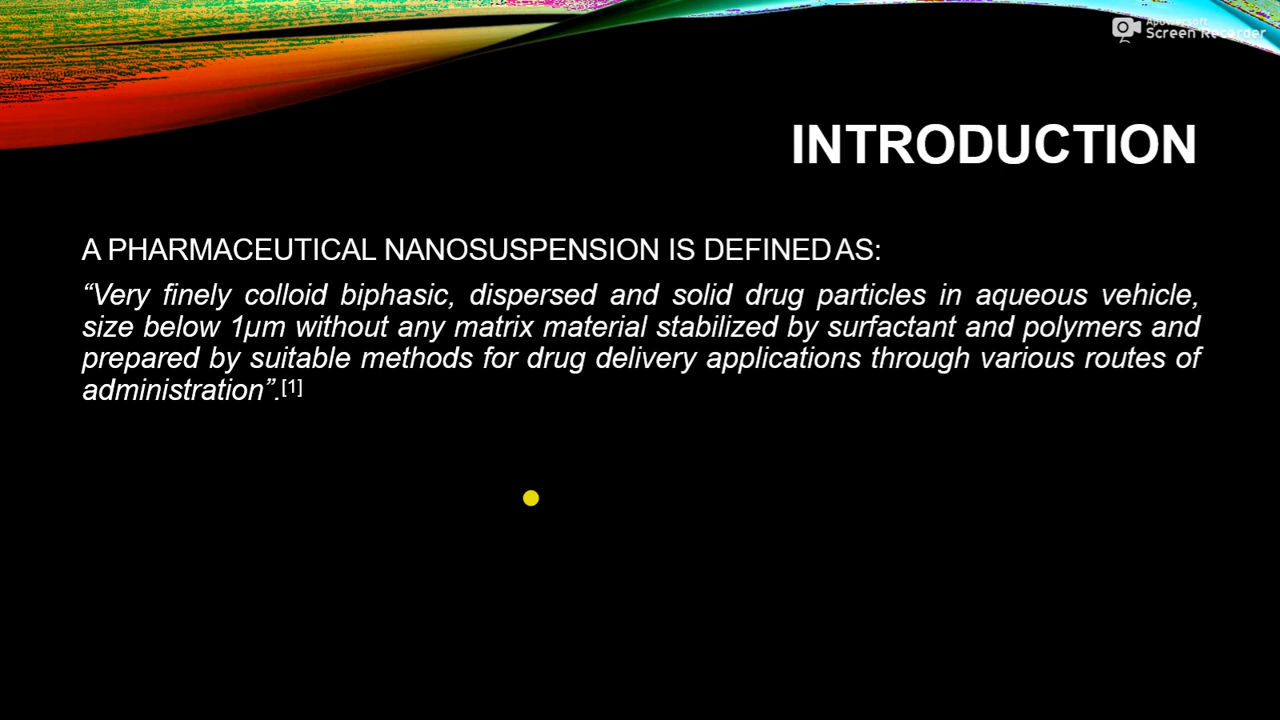 Apowersoft
Screen Recorder
INTRODUCTION
A PHARMACEUTICAL NANOSUSPENSION IS DEFINED AS:
“Very finely colloid biphasic, dispersed and solid drug particles in aqueous vehicle,
size below 1µm without any matrix material stabilized by surfactant and polymers and
prepared by suitable methods for drug delivery applications through various routes of
administration”.[1]